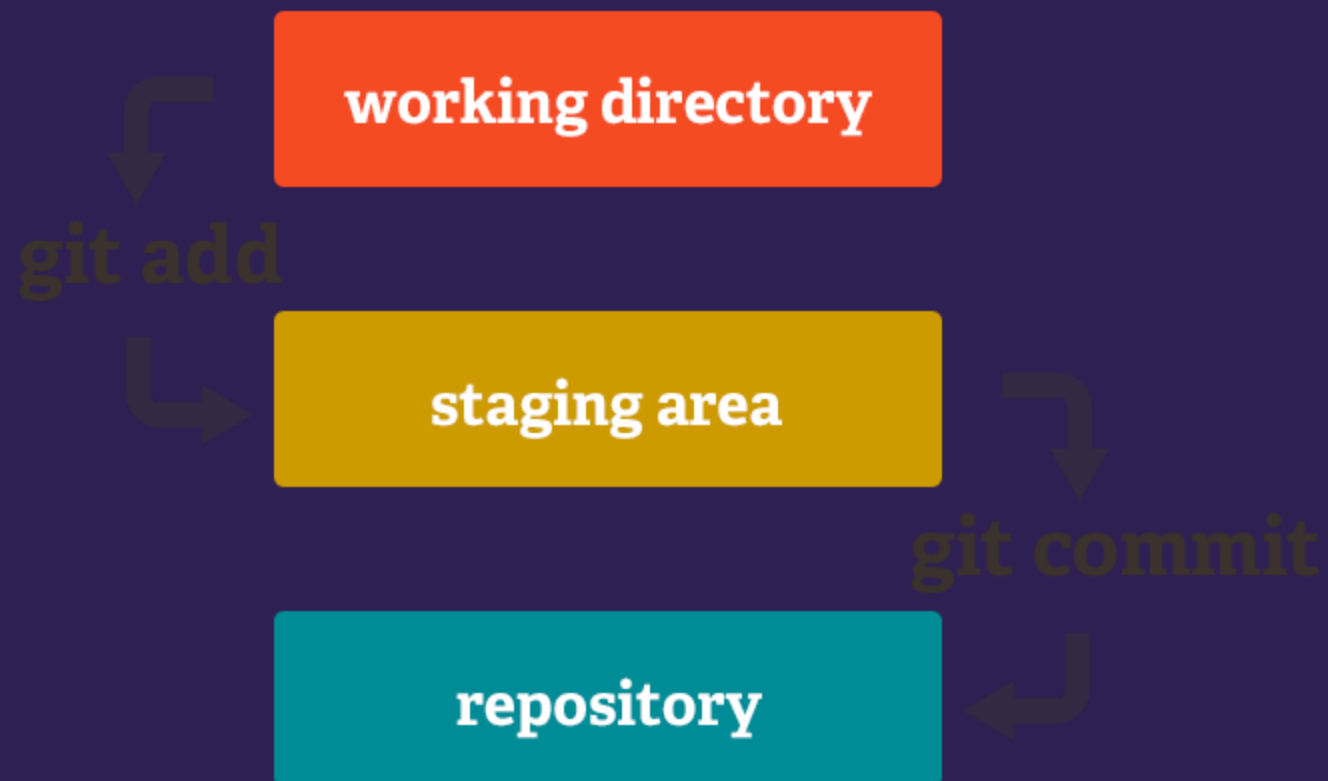 working directory
git add
staging area
git commit
repository